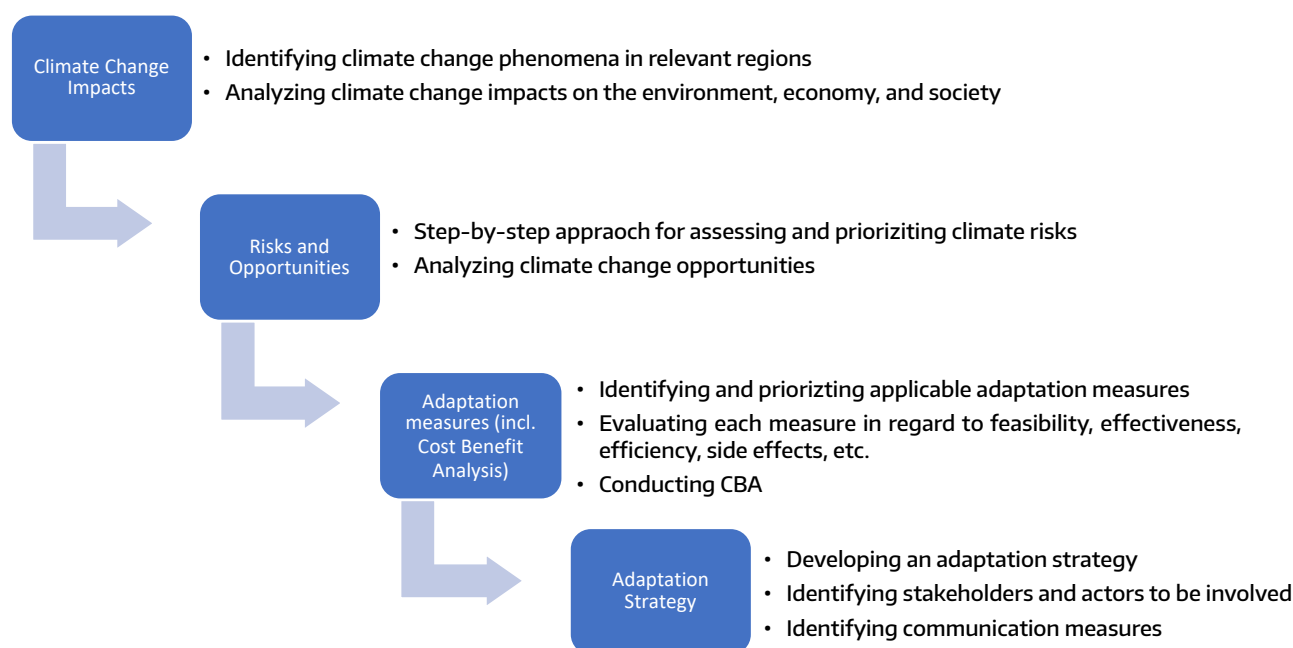 Climate Change
Impacts
• Identifying climate change phenomena in relevant regions
• Analyzing climate change impacts on the environment, economy, and society
Risks and
Opportunities
• Step-by-step appraoch for assessing and prioriziting climate risks
• Analyzing climate change opportunities
Adaptation
measures (incl.
Cost Benefit
Analysis)
• Identifying and priorizting applicable adaptation measures
• Evaluating each measure in regard to feasibility, effectiveness,
efficiency, side effects, etc.
• Conducting CBA
Adaptation
Strategy
• Developing an adaptation strategy
• Identifying stakeholders and actors to be involved
• Identifying communication measures